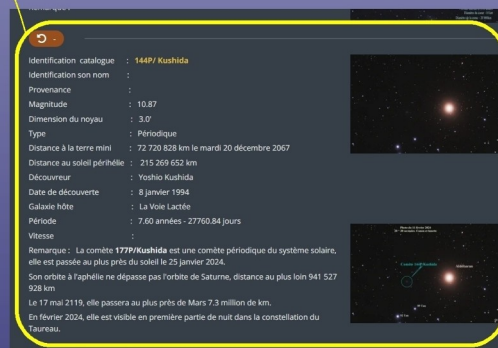 Identification catalogue : 144P/ Kushida
Identification son nom :
Provenance :
Magnitude : 10.87
Dimension du noyau : 3.0'
Type : Périodique
Distance à la terre mini : 72 720 828 km le mardi 20 décembre 2067
Distance au soleil périhélie : 215 269 652 km
Découvreur : Yoshio Kushida
Date de découverte : 8 janvier 1994
Galaxie hôte : La Voie Lactée
Période : 7.60 années - 27760.84 jours
Vitesse :
Remarque : La comète 177P/Kushida est une comète périodique du système solaire,
elle est passée au plus près du soleil le 25 janvier 2024.
Son orbite à l'aphélie ne dépasse pas l'orbite de Saturne, distance au plus loin 941 527
928 km
Le 17 mai 2119, elle passera au plus près de Mars 7.3 million de km.
En février 2024, elle est visible en première partie de nuit dans la constellation du
Taureau.